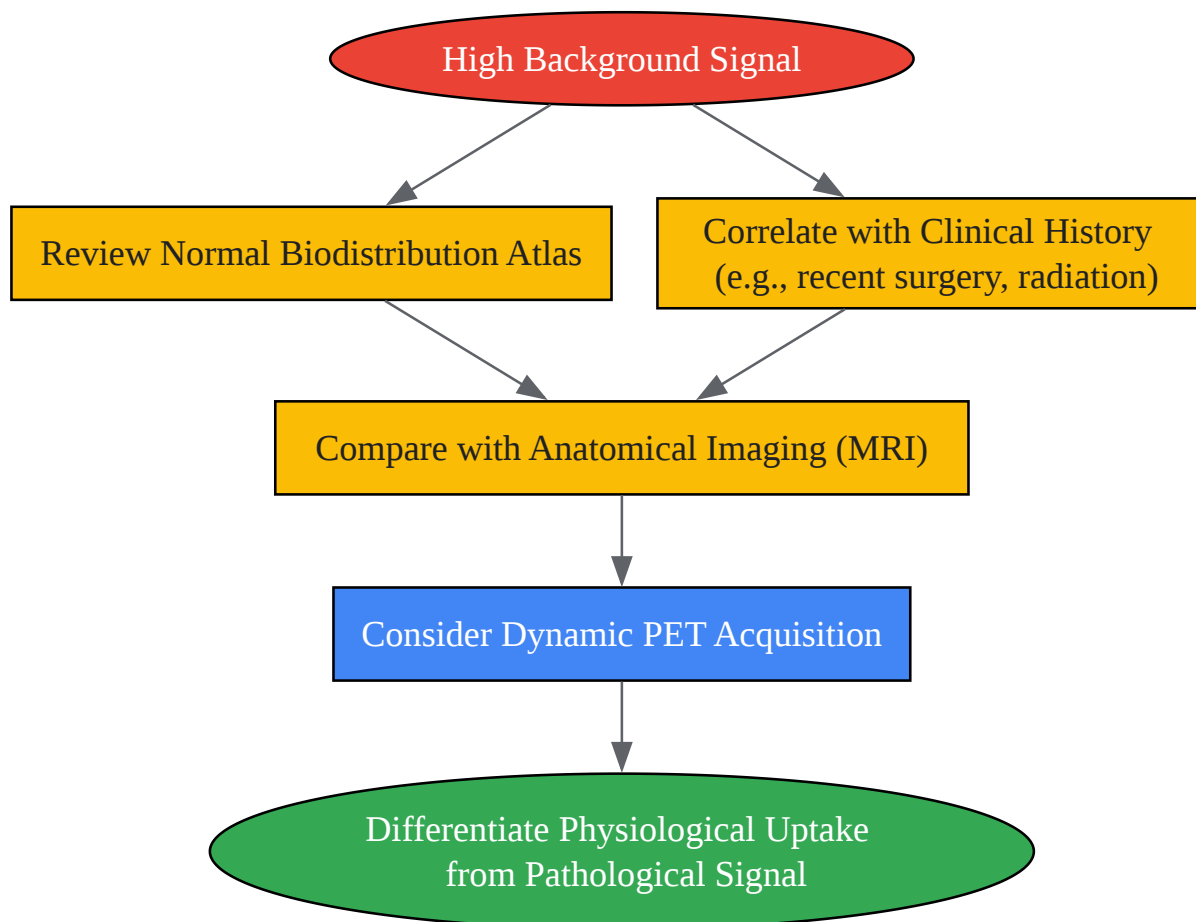 High Background Signal
Review Normal Biodistribution Atlas
Correlate with Clinical History
(e.g., recent surgery, radiation)
Compare with Anatomical Imaging (MRI)
Consider Dynamic PET Acquisition
Differentiate Physiological Uptake
from Pathological Signal